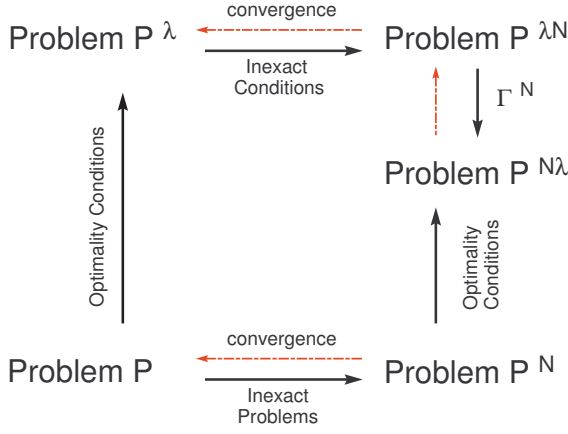 convergence
Problem P λ
Problem P λN
Inexact
Conditions
Γ N
Problem P Nλ
Optimality Conditions
Optimality
Conditions
convergence
Problem P
Problem P N
Inexact
Problems